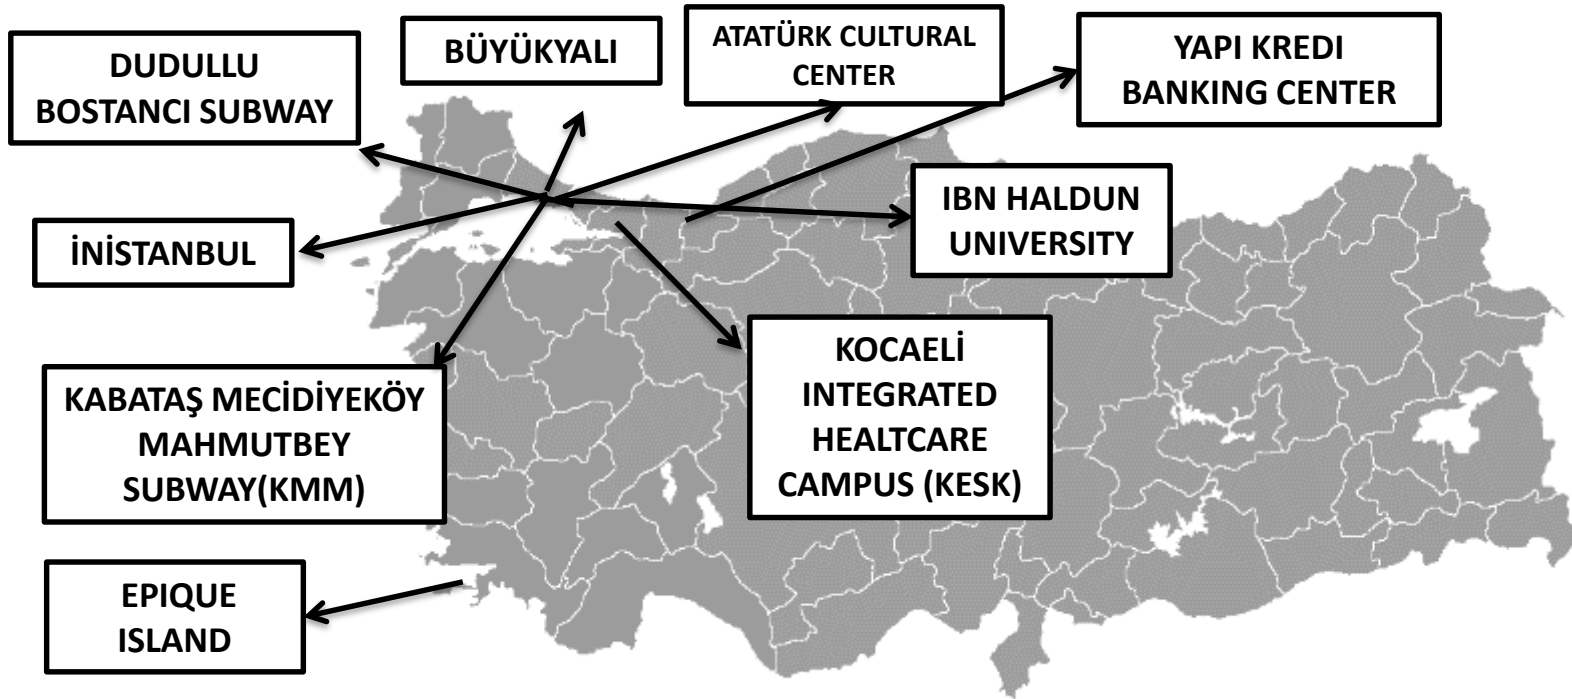 DUDULLU
BOSTANCI SUBWAY
BÜYÜKYALI
ATATÜRK CULTURAL
CENTER
YAPI KREDI
BANKING CENTER
İNİSTANBUL
IBN HALDUN
UNIVERSITY
KABATAŞ MECİDİYEKÖY
MAHMUTBEY
SUBWAY(KMM)
KOCAELİ
INTEGRATED
HEALTCARE
CAMPUS (KESK)
EPIQUE
ISLAND